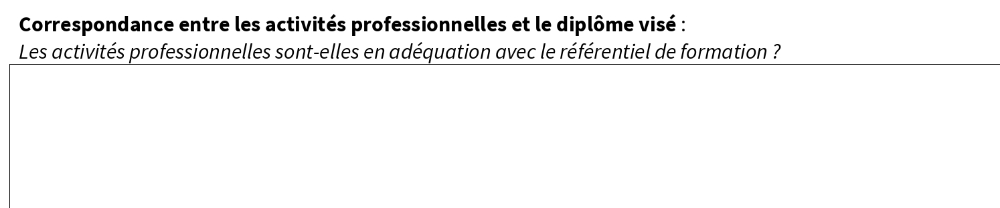 Correspondance entre les activités professionnelles et le diplôme visé :
Les activités professionnelles sont-elles en adéquation avec le référentiel de formation ?